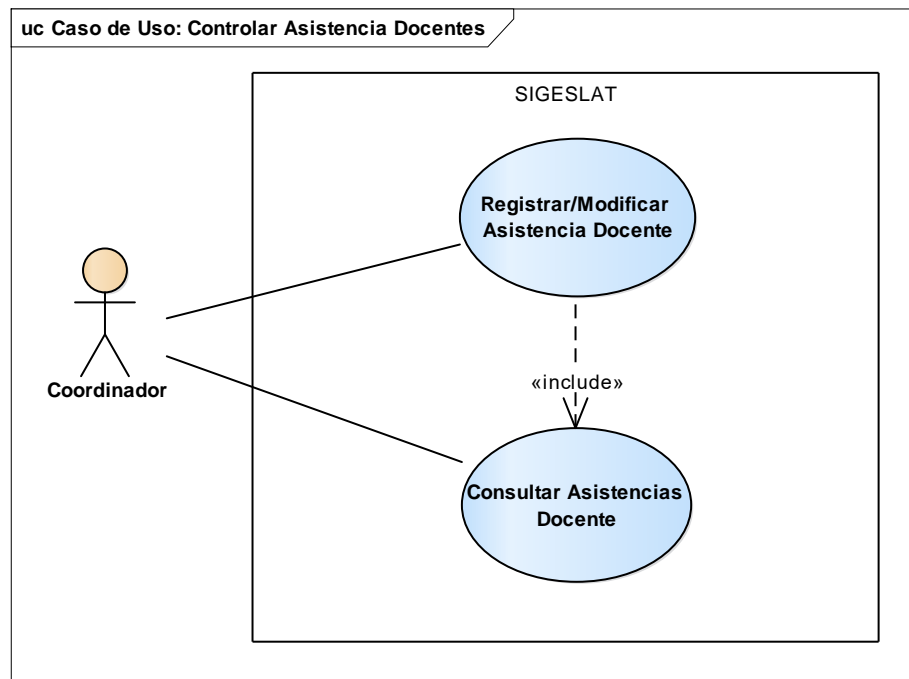 uc Caso de Uso: Controlar Asistencia Docentes
SIGESLAT
Registrar/Modificar
Asistencia Docente
Coordinador
«include»
Consultar Asistencias
Docente